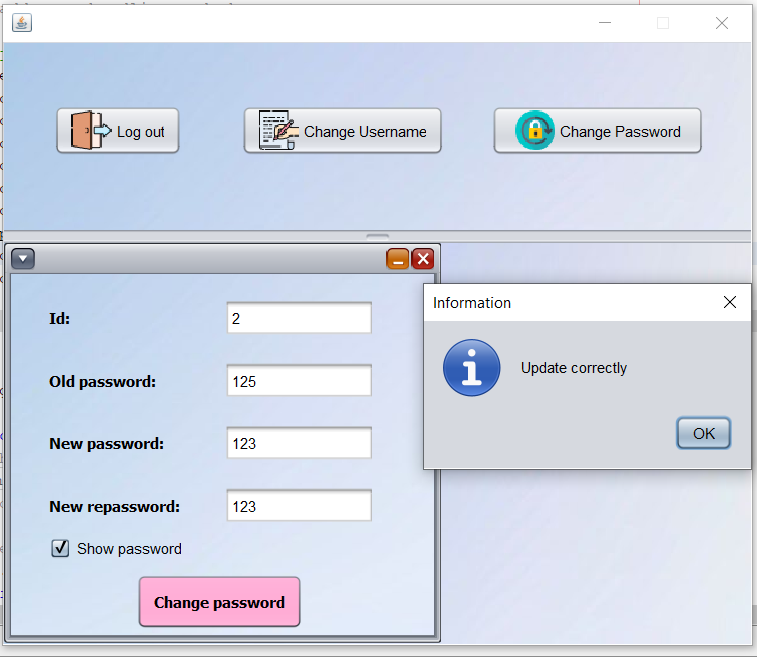 Log out
Change Username
Change Password
Id:
2
Old password:
125
New password:
123
New repassword:
123
Show password
Change password
Information
Update correctly
OK